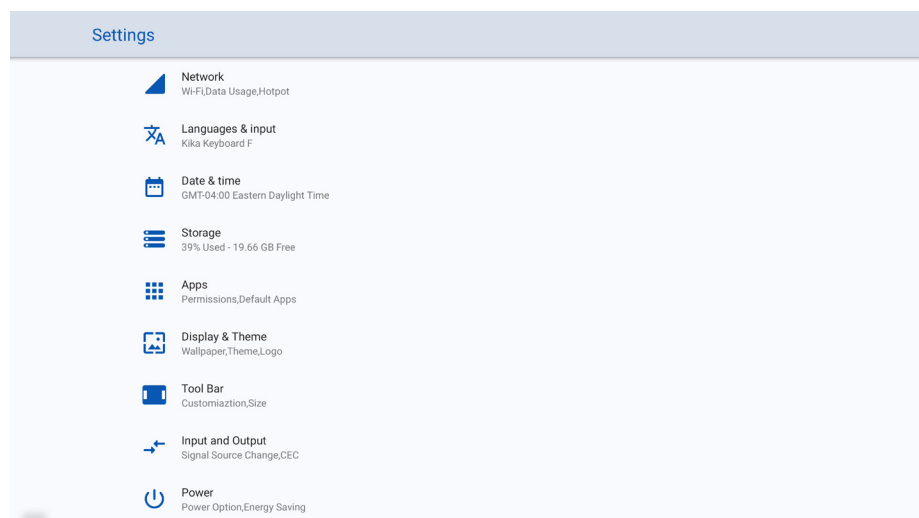 Settings
Network
Wi-Fi,Data Usage,Hotpot
Languages & input
Kika Keyboard F
Date & time
GMT-04:00 Eastern Daylight Time
Storage
39% Used - 19.66 GB Free
Apps
Permissions,Default Apps
Display & Theme
Wallpaper,Theme,Logo
Tool Bar
Customiaztion,Size
Input and Output
Signal Source Change,CEC
Power
Power Option,Energy Saving